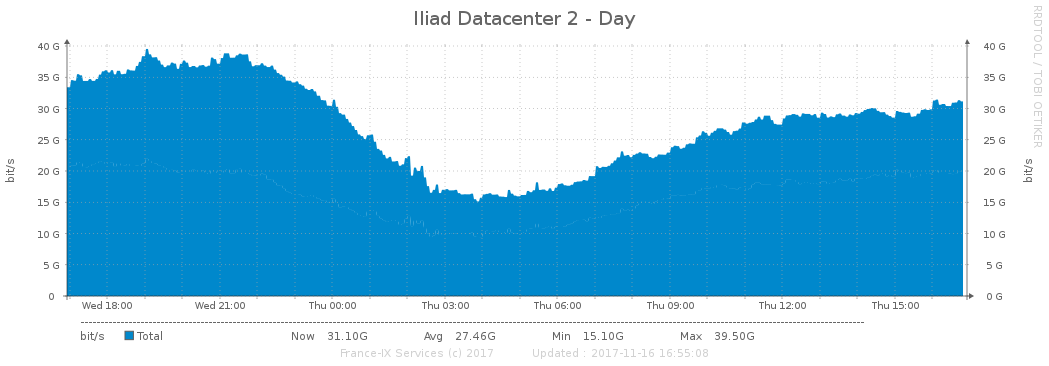 Iliad Datacenter 2 - Day
RRDTOOL / TOBI OETIKER
bit/s
bit/s
40 G 40 G
35 G 35 G
30 G 30 G
25 G 25 G
20 G 20 G
15 G 15 G
10 G 10 G
5 G 5 G
0 0 G
Wed 18:00 Wed 21:00 Thu 00:00 Thu 03:00 Thu 06:00 Thu 09:00 Thu 12:00 Thu 15:00
bit/s Total Now 31.10G Avg 27.46G Min 15.10G Max 39.50G
France-IX Services (c) 2017 Updated : 2017-11-16 16:55:08